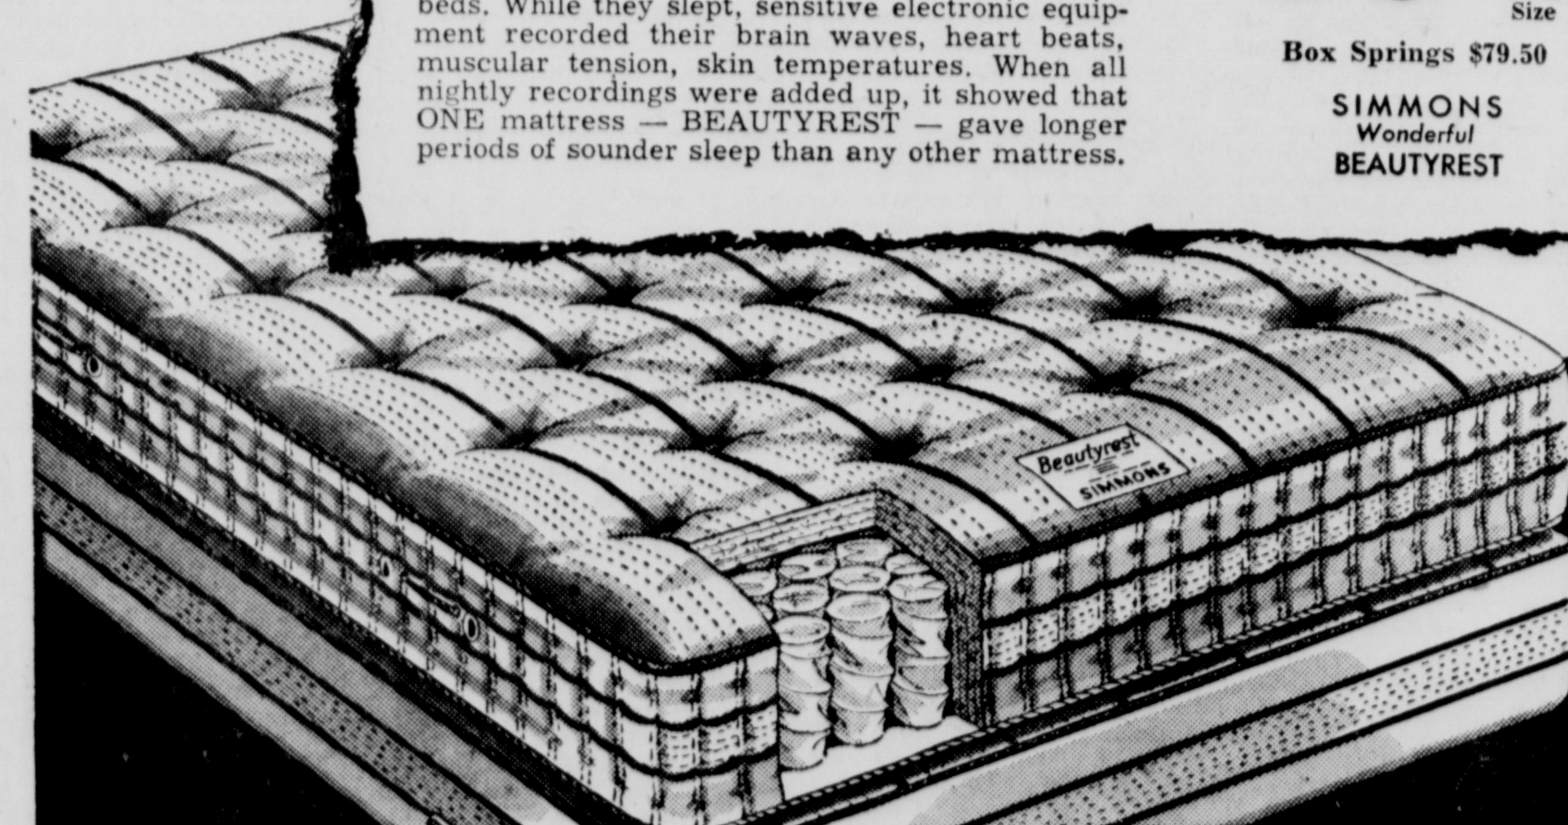 beds. While they slept, sensitive electronic equip-
ment recorded their brain waves, heart beats,
muscular tension, skin temperatures. When all
nightly recordings were added up, it showed that
ONE mattress — BEAUTYREST — gave longer
periods of sounder sleep than any other mattress.
Size
Box Springs $79.50
SIMMONS
Wonderful
BEAUTYREST
Beautyrest
SIMMONS